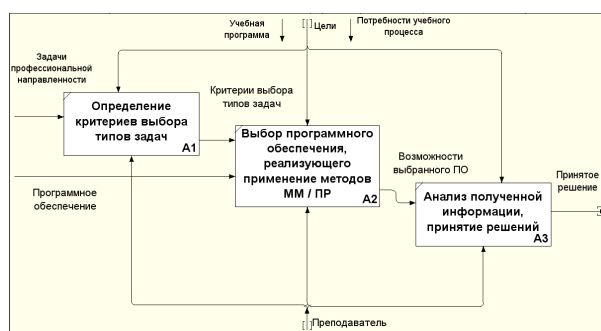 Учебная
программа
[ ] Цели
Потребности учебного
процесса
Задачи
профессиональной
направленности
Определение
критериев выбора
типов задач
A1
Критерии выбора
типов задач
Выбор программного
обеспечения,
реализующего
применение методов
ММ / ПР
A2
Программное
обеспечение
Возможности
выбранного ПО
Анализ полученной
информации,
принятие решений
A3
Принятое
решение
[ ] Преподаватель